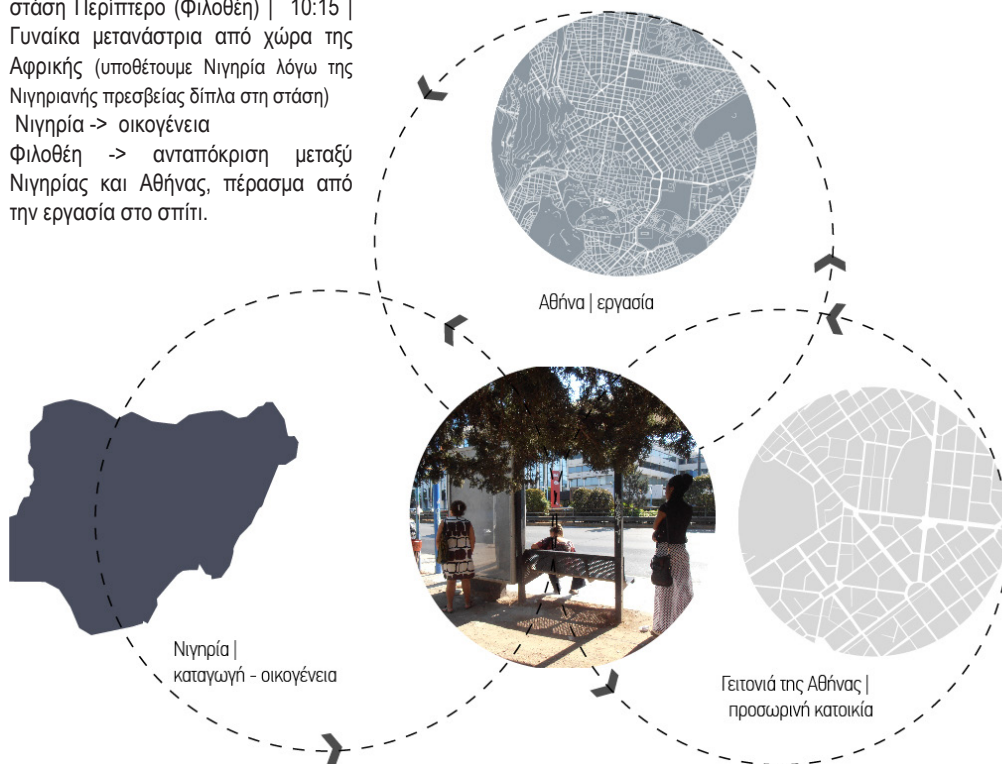 στάση Περίπτερο (Φιλοθέη) | 10:15 |
Γυναίκα μετανάστρια από χώρα της
Αφρικής (υποθέτουμε Νιγηρία λόγω της
Νιγηριανής πρεσβείας δίπλα στη στάση)
Νιγηρία -> οικογένεια
Φιλοθέη -> ανταπόκριση μεταξύ
Νιγηρίας και Αθήνας, πέρασμα από
την εργασία στο σπίτι.
Αθήνα | εργασία
Νιγηρία |
καταγωγή - οικογένεια
Γειτονιά της Αθήνας |
προσωρινή κατοικία